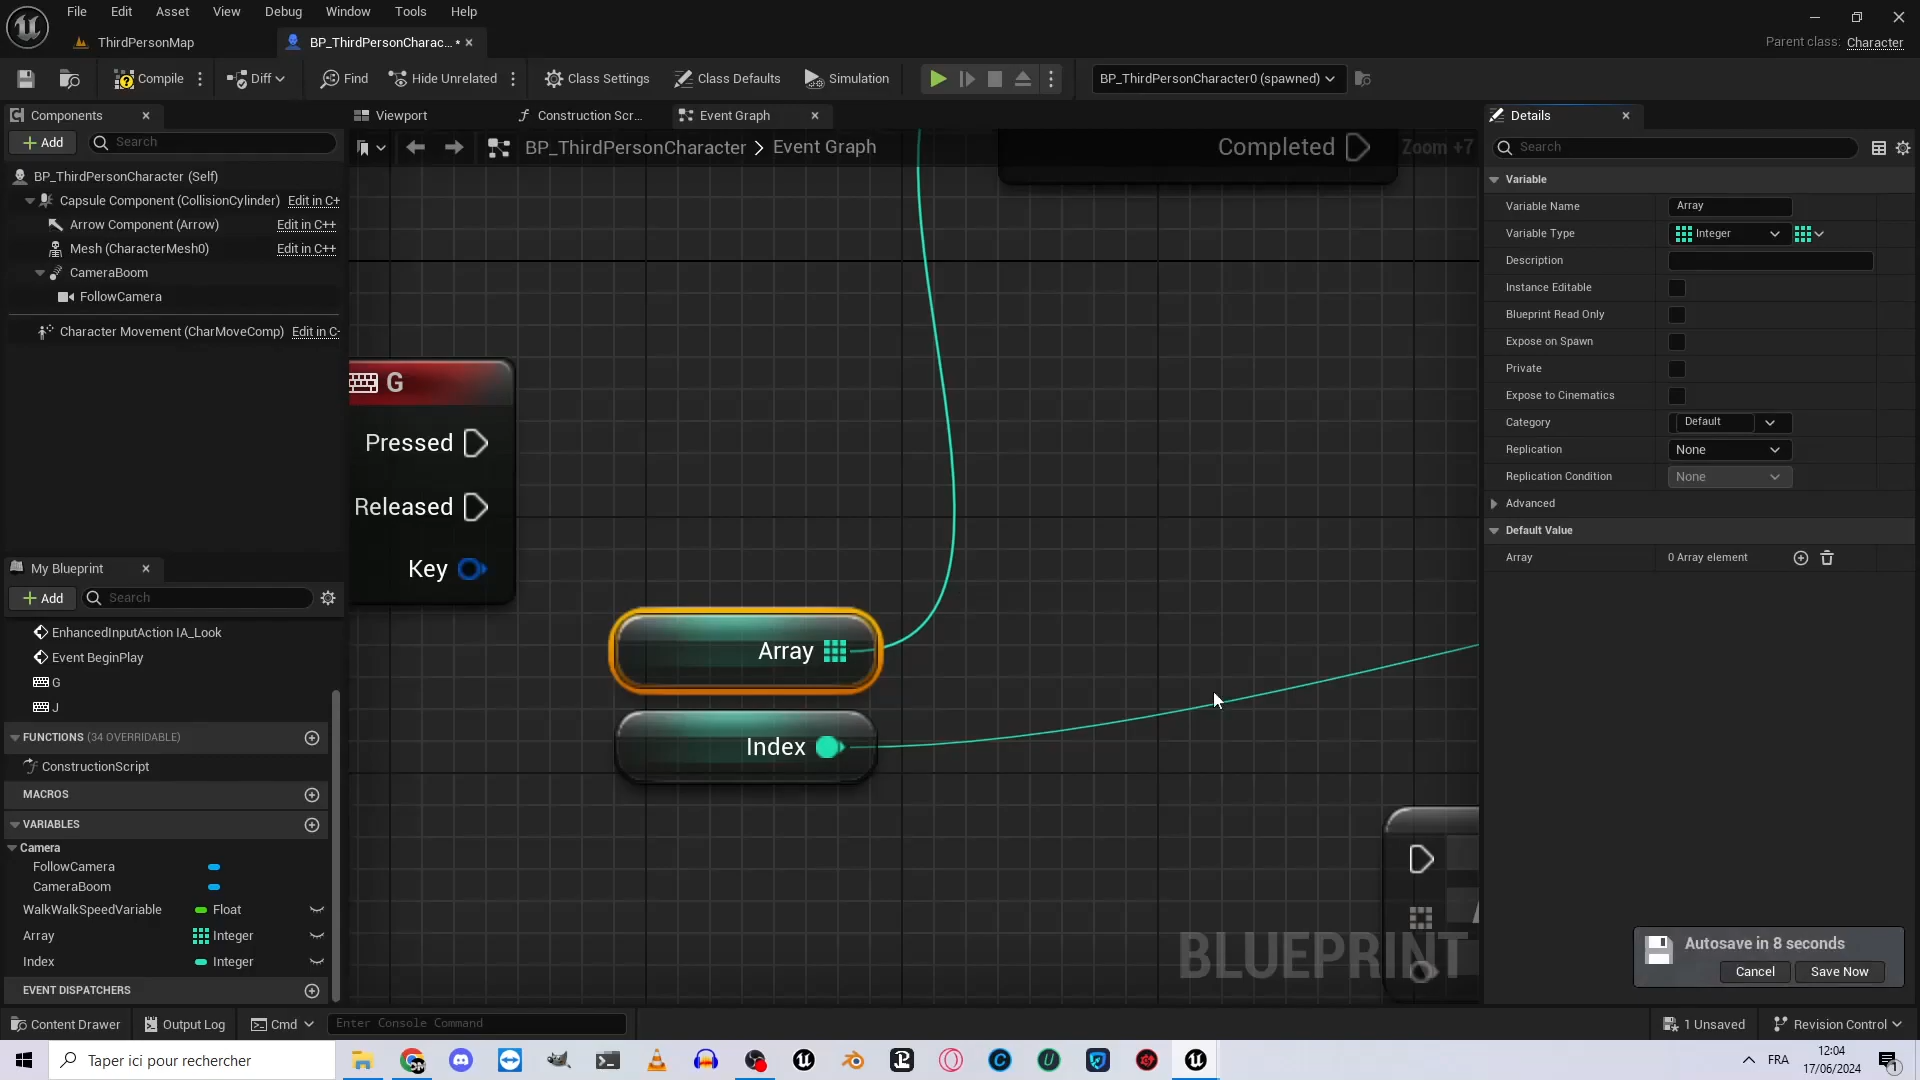 File Edit Asset View Debug Window Tools Help
ThirdPersonMap
BP_ThirdPersonCharac... *
Parent class: Character
Compile
Diff
Find
Hide Unrelated
Class Settings
Class Defaults
Simulation
BP_ThirdPersonCharacter0 (spawned)
Components
Add
Search
BP_ThirdPersonCharacter (Self)
Capsule Component (CollisionCylinder) Edit in C+
Arrow Component (Arrow) Edit in C++
Mesh (CharacterMesh0) Edit in C++
CameraBoom
FollowCamera
Character Movement (CharMoveComp) Edit in C-
My Blueprint
Add
Search
EnhancedInputAction IA_Look
Event BeginPlay
G
J
FUNCTIONS (34 OVERRIDABLE)
ConstructionScript
MACROS
VARIABLES
Camera
FollowCamera
CameraBoom
WalkWalkSpeedVariable Float
Array Integer
Index Integer
EVENT DISPATCHERS
Viewport
Construction Scr...
Event Graph
BP_ThirdPersonCharacter > Event Graph
Zoom +7
Completed
G
Pressed
Released
Key
Array
Index
BLUEPRINT
Details
Search
Variable
Variable Name Array
Variable Type Integer
Description
Instance Editable
Blueprint Read Only
Expose on Spawn
Private
Expose to Cinematics
Category Default
Replication None
Replication Condition None
Advanced
Default Value
Array 0 Array element
Autosave in 8 seconds
Cancel
Save Now
Content Drawer
Output Log
Cmd
Enter Console Command
1 Unsaved
Revision Control
Taper ici pour rechercher
FRA
12:04
17/06/2024
1